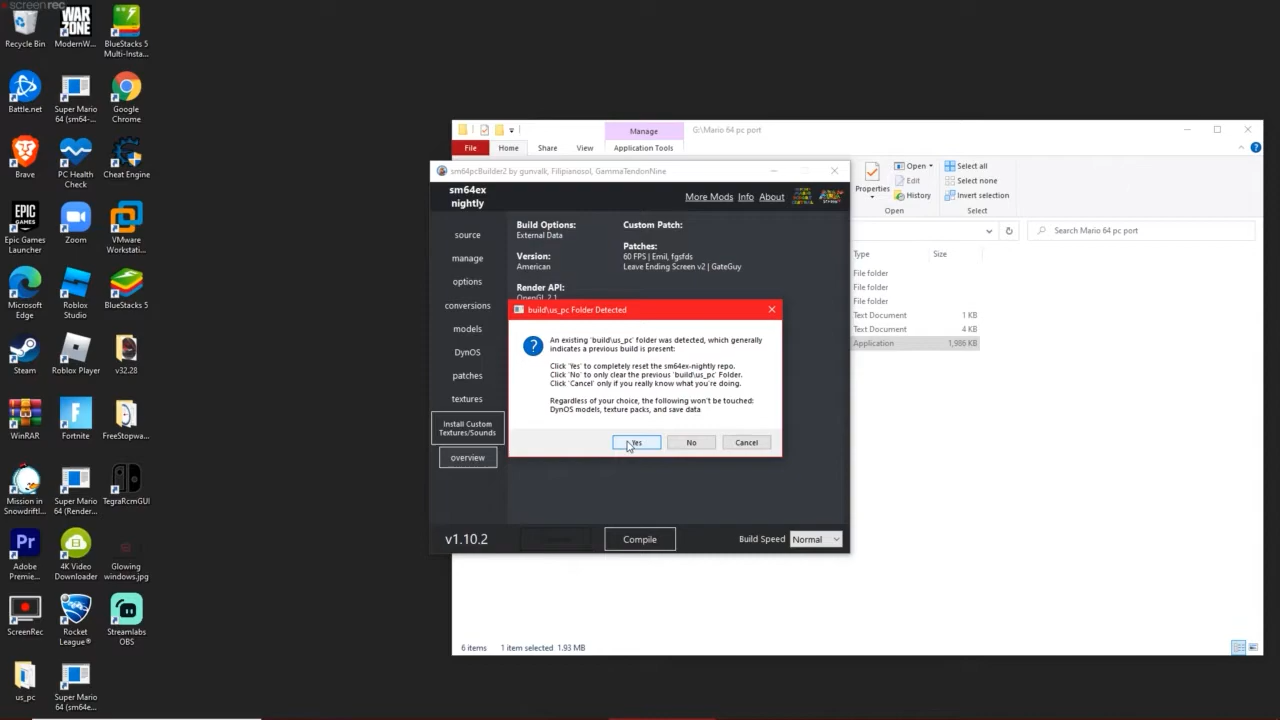 screenrec
Recycle Bin
WAR
ZONE
ModernW...
BlueStacks 5
Multi-Insta...
Battle.net
Super Mario
64 (sm64-...
Google
Chrome
Brave
PC Health
Check
Cheat Engine
EPIC
GAMES
Epic Games
Launcher
Zoom
VMware
Workstati...
Microsoft
Edge
Roblox
Studio
BlueStacks 5
Steam
Roblox Player
v32.28
WinRAR
Fortnite
FreeStopwa...
Mission in
Snowdriftl...
Super Mario
64 (Render...
TegraRcmGUI
Pr
Adobe
Premie...
4K Video
Downloader
Glowing
windows.jpg
ScreenRec
Rocket
League®
Streamlabs
OBS
us_pc
Super Mario
64 (sm64e...
Manage
G:\Mario 64 pc port
File
Home
Share
View
Application Tools
Properties
Open
Edit
History
Open
Select all
Select none
Invert selection
Select
Search Mario 64 pc port
Type
Size
File folder
File folder
File folder
Text Document
1 KB
Text Document
4 KB
Application
1,986 KB
6 items
1 item selected 1.93 MB
sm64pcBuilder2 by gunvalk, Filipianosol, GammaTendonNine
sm64ex
nightly
More Mods
Info
About
source
manage
options
conversions
models
DynOS
patches
textures
Install Custom
Textures/Sounds
overview
Build Options:
External Data
Version:
American
Render API:
OpenGL 2.1
Custom Patch:
Patches:
60 FPS | Emil, fgsfds
Leave Ending Screen v2 | GateGuy
v1.10.2
Compile
Build Speed
Normal
build\us_pc Folder Detected
An existing 'build\us_pc' folder was detected, which generally
indicates a previous build is present:
Click 'Yes' to completely reset the sm64ex-nightly repo.
Click 'No' to only clear the previous 'build\us_pc' Folder.
Click 'Cancel' only if you really know what you're doing.
Regardless of your choice, the following won't be touched:
DynOS models, texture packs, and save data
Yes
No
Cancel